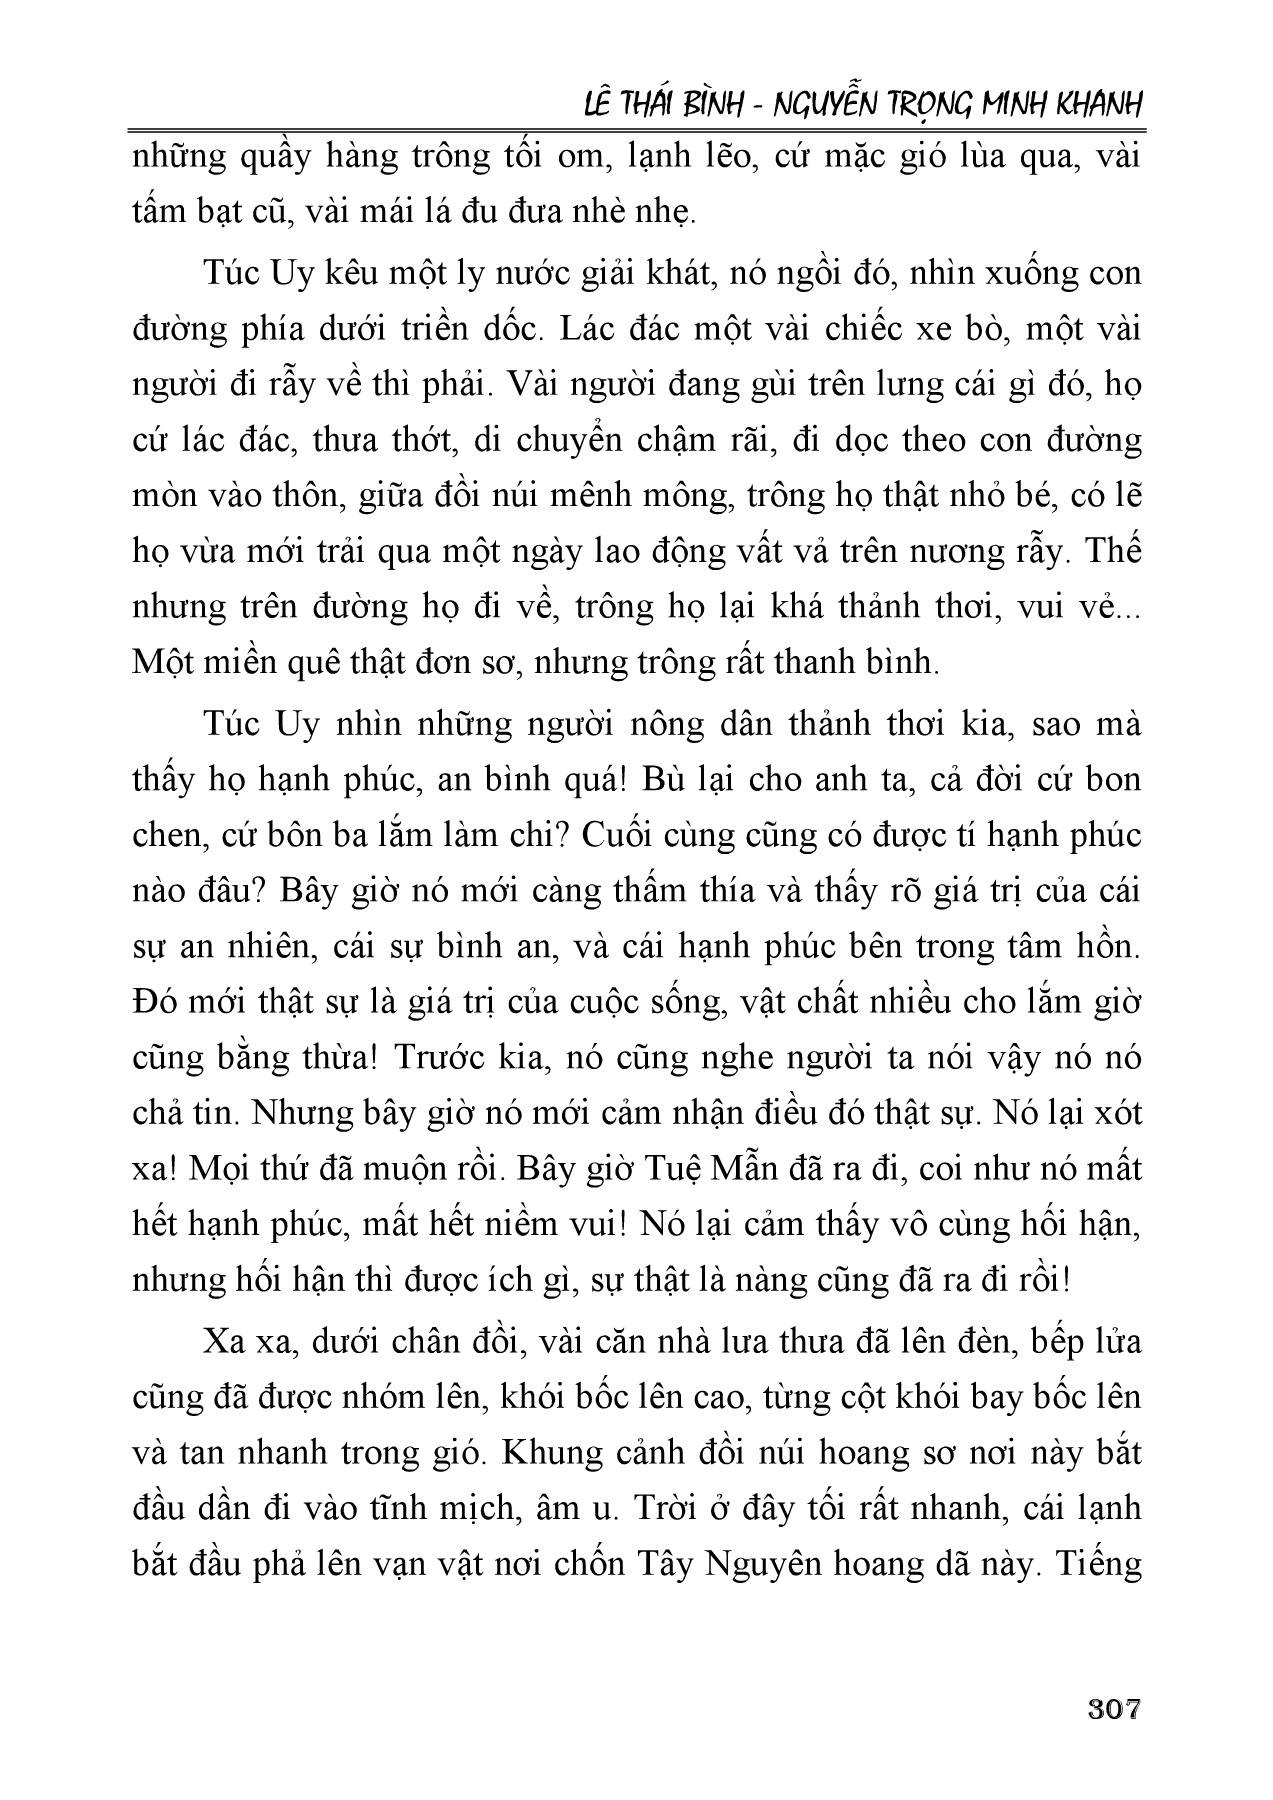 LÊ THÁI BÌNH - NGUYỄN TRỌNG MINH KHANH
những quầy hàng trông tối om, lạnh lẽo, cứ mặc gió lùa qua, vài
tấm bạt cũ, vài mái lá đu đưa nhè nhẹ.
Túc Uy kêu một ly nước giải khát, nó ngồi đó, nhìn xuống con
đường phía dưới triền dốc. Lác đác một vài chiếc xe bò, một vài
người đi rẫy về thì phải. Vài người đang gùi trên lưng cái gì đó, họ
cứ lác đác, thưa thớt, di chuyển chậm rãi, đi dọc theo con đường
mòn vào thôn, giữa đồi núi mênh mông, trông họ thật nhỏ bé, có lẽ
họ vừa mới trải qua một ngày lao động vất vả trên nương rẫy. Thế
nhưng trên đường họ đi về, trông họ lại khá thảnh thơi, vui vẻ...
Một miền quê thật đơn sơ, nhưng trông rất thanh bình.
Túc Uy nhìn những người nông dân thảnh thơi kia, sao mà
thấy họ hạnh phúc, an bình quá! Bù lại cho anh ta, cả đời cứ bon
chen, cứ bôn ba lắm làm chi? Cuối cùng cũng có được tí hạnh phúc
nào đâu? Bây giờ nó mới càng thấm thía và thấy rõ giá trị của cái
sự an nhiên, cái sự bình an, và cái hạnh phúc bên trong tâm hồn.
Đó mới thật sự là giá trị của cuộc sống, vật chất nhiều cho lắm giờ
cũng bằng thừa! Trước kia, nó cũng nghe người ta nói vậy nó nó
chả tin. Nhưng bây giờ nó mới cảm nhận điều đó thật sự. Nó lại xót
xa! Mọi thứ đã muộn rồi. Bây giờ Tuệ Mẫn đã ra đi, coi như nó mất
hết hạnh phúc, mất hết niềm vui! Nó lại cảm thấy vô cùng hối hận,
nhưng hối hận thì được ích gì, sự thật là nàng cũng đã ra đi rồi!
Xa xa, dưới chân đồi, vài căn nhà lưa thưa đã lên đèn, bếp lửa
cũng đã được nhóm lên, khói bốc lên cao, từng cột khói bay bốc lên
và tan nhanh trong gió. Khung cảnh đồi núi hoang sơ nơi này bắt
đầu dần đi vào tĩnh mịch, âm u. Trời ở đây tối rất nhanh, cái lạnh
bắt đầu phả lên vạn vật nơi chốn Tây Nguyên hoang dã này. Tiếng
307